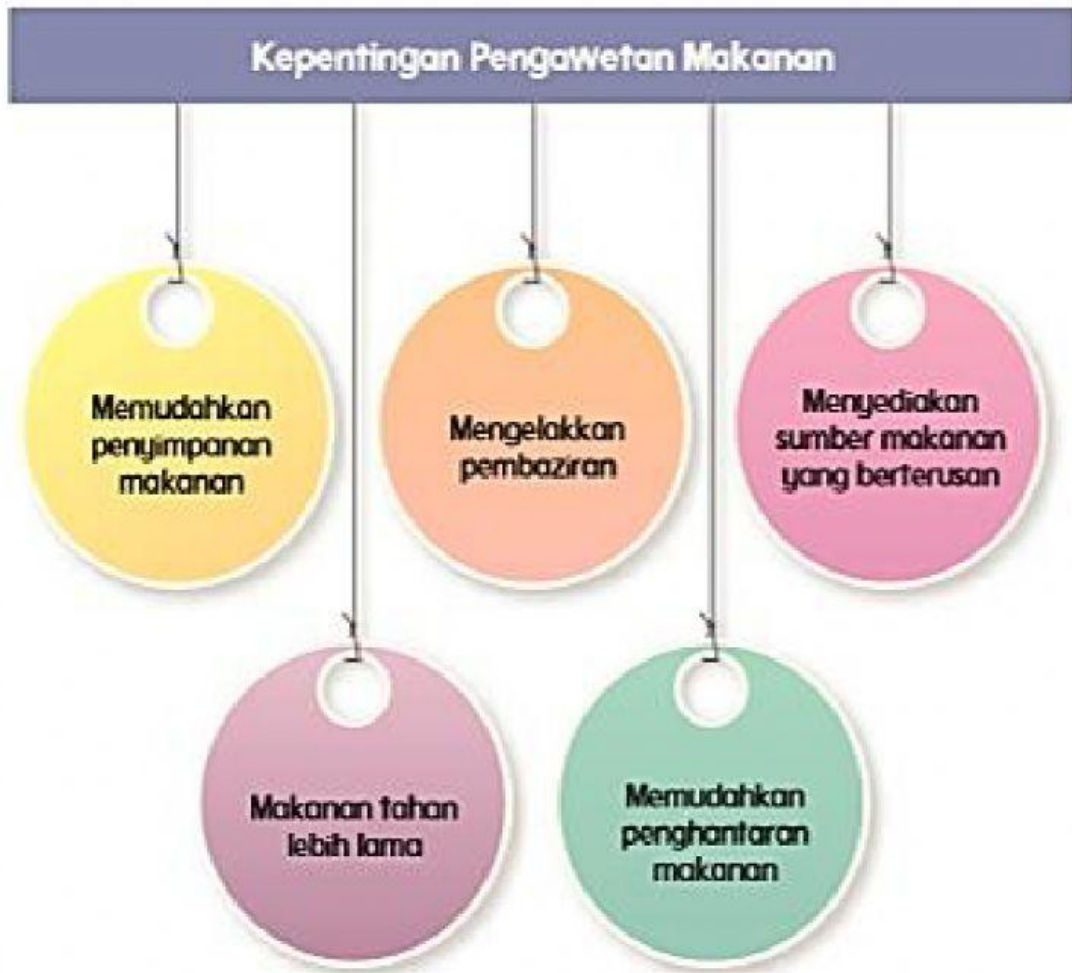 Kepentingan Pengawetan Makanan
Memudahkan
penyimpanan
makanan
Mengelakkan
pembaziran
Menyediakan
sumber makanan
yang berterusan
Makanan tahan
lebih lama
Memudahkan
penghantaran
makanan